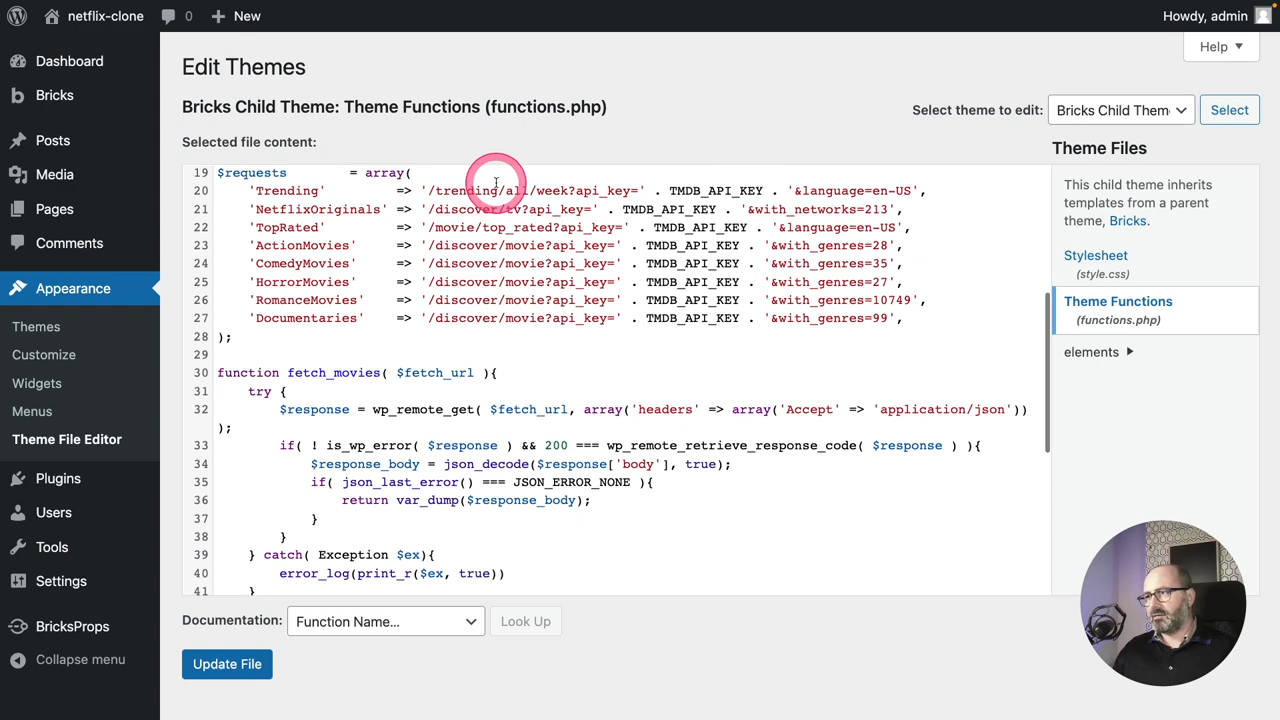 netflix-clone
0
New
Howdy, admin
Help
Dashboard
Bricks
Posts
Media
Pages
Comments
Appearance
Themes
Customize
Widgets
Menus
Theme File Editor
Plugins
Users
Tools
Settings
BricksProps
Collapse menu
Edit Themes
Bricks Child Theme: Theme Functions (functions.php)
Select theme to edit:
Bricks Child Them
Select
Selected file content:
19 $requests        = array(
20     'Trending'         => '/trending/all/week?api_key=' . TMDB_API_KEY . '&language=en-US',
21     'NetflixOriginals' => '/discover/tv?api_key=' . TMDB_API_KEY . '&with_networks=213',
22     'TopRated'         => '/movie/top_rated?api_key=' . TMDB_API_KEY . '&language=en-US',
23     'ActionMovies'     => '/discover/movie?api_key=' . TMDB_API_KEY . '&with_genres=28',
24     'ComedyMovies'     => '/discover/movie?api_key=' . TMDB_API_KEY . '&with_genres=35',
25     'HorrorMovies'     => '/discover/movie?api_key=' . TMDB_API_KEY . '&with_genres=27',
26     'RomanceMovies'    => '/discover/movie?api_key=' . TMDB_API_KEY . '&with_genres=10749',
27     'Documentaries'    => '/discover/movie?api_key=' . TMDB_API_KEY . '&with_genres=99',
28 );
29
30 function fetch_movies( $fetch_url ){
31     try {
32         $response = wp_remote_get( $fetch_url, array('headers' => array('Accept' => 'application/json'))
);
33         if( ! is_wp_error( $response ) && 200 === wp_remote_retrieve_response_code( $response ) ){
34             $response_body = json_decode($response['body'], true);
35             if( json_last_error() === JSON_ERROR_NONE ){
36                 return var_dump($response_body);
37             }
38         }
39     } catch( Exception $ex){
40         error_log(print_r($ex, true))
41     }
Theme Files
This child theme inherits
templates from a parent
theme, Bricks.
Stylesheet
(style.css)
Theme Functions
(functions.php)
elements
Documentation:
Function Name...
Look Up
Update File